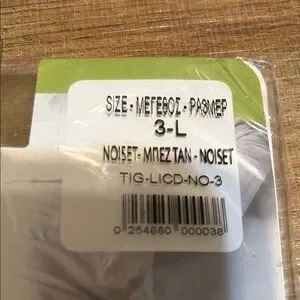 SIZE - ΜΕΓΕΘΟΣ - РАЗМЕР
3-L
NOISET - ΜΠΕΖ ΤΑΝ - NOISET
TIG-LICD-NO-3
0 254680 000038